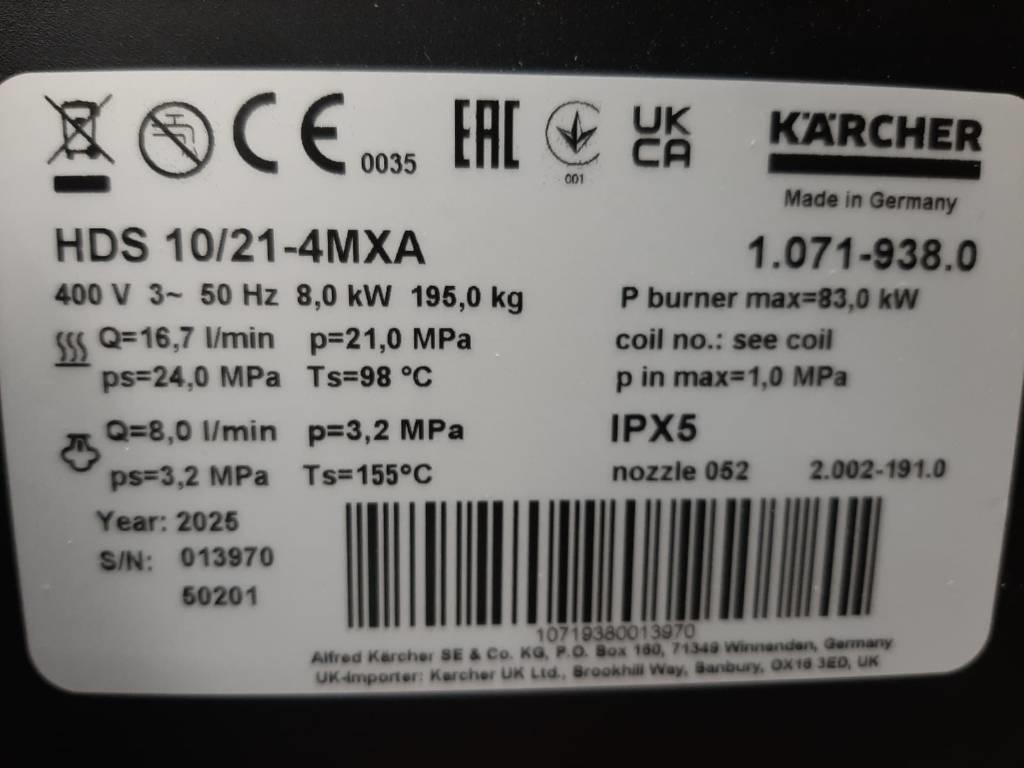 CE 0035 EAC 001 UK CA KÄRCHER
Made in Germany
HDS 10/21-4MXA 1.071-938.0
400 V 3~ 50 Hz 8,0 kW 195,0 kg P burner max=83,0 kW
Q=16,7 l/min p=21,0 MPa coil no.: see coil
ps=24,0 MPa Ts=98 °C p in max=1,0 MPa
Q=8,0 l/min p=3,2 MPa IPX5
ps=3,2 MPa Ts=155°C nozzle 052 2.002-191.0
Year: 2025
S/N: 013970
50201
10719380013970
Alfred Kärcher SE & Co. KG, P.O. Box 160, 71349 Winnenden, Germany
UK-Importer: Karcher UK Ltd., Brookhill Way, Banbury, OX16 3ED, UK